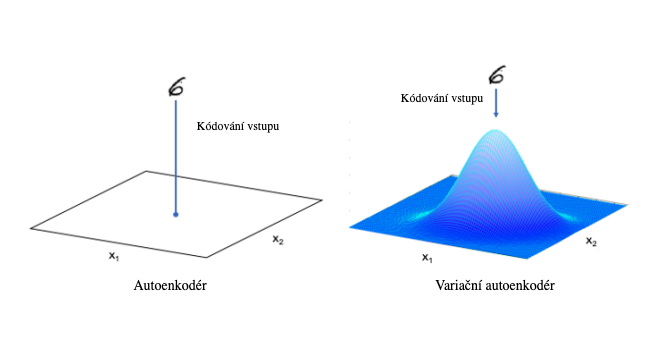 6
Kódování vstupu
x₁
x₂
Autoenkodér
6
Kódování vstupu
x₁
x₂
Variační autoenkodér